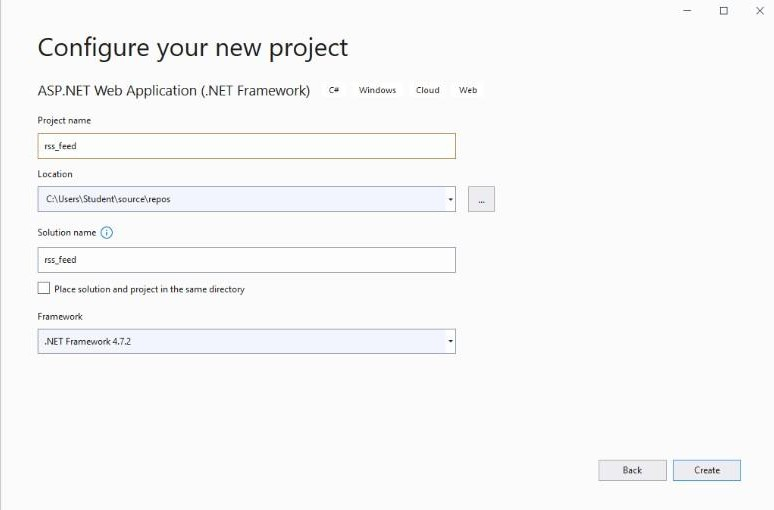 Configure your new project
ASP.NET Web Application (.NET Framework) C# Windows Cloud Web
Project name
rss_feed
Location
C:\Users\Student\source\repos
...
Solution name
rss_feed
Place solution and project in the same directory
Framework
.NET Framework 4.7.2
Back Create